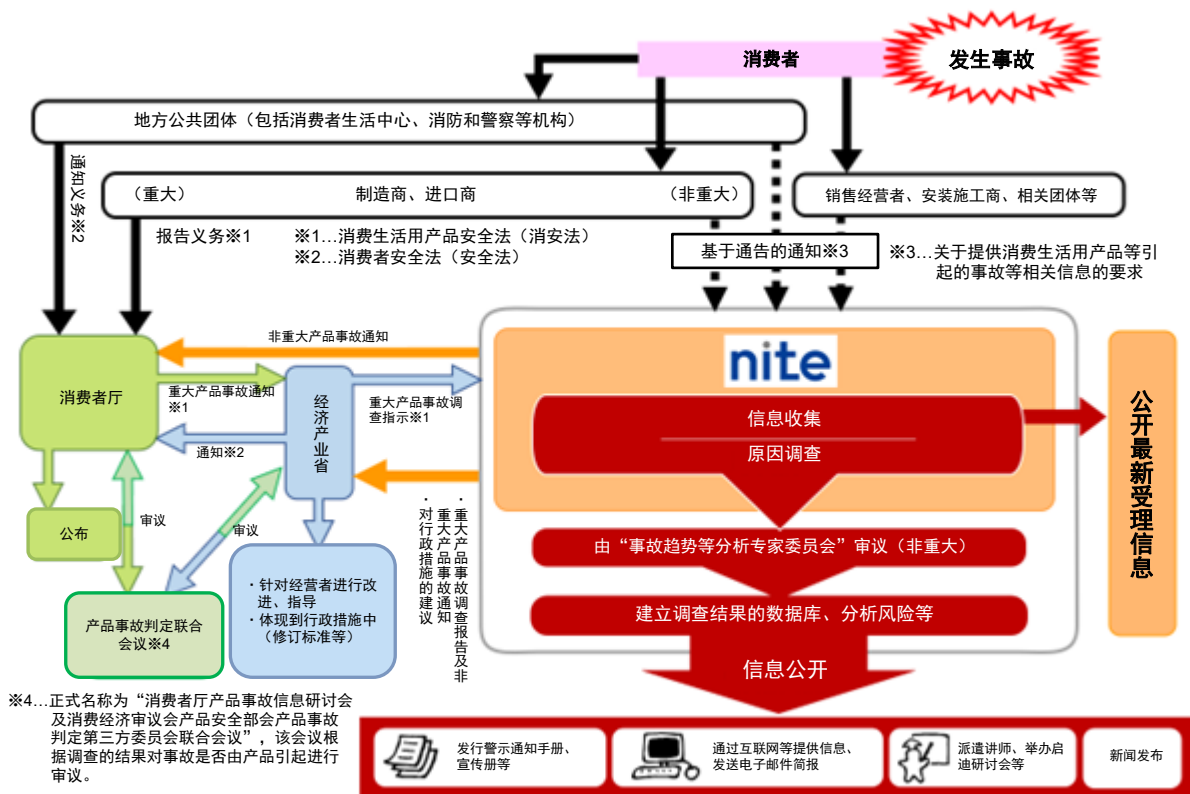 消费者
发生事故
地方公共团体（包括消费者生活中心、消防和警察等机构）
通知义务※2
（重大）
制造商、进口商
（非重大）
销售经营者、安装施工商、相关团体等
报告义务※1
※1…消费生活用产品安全法（消安法）
※2…消费者安全法（安全法）
基于通告的通知※3
※3…关于提供消费生活用产品等引
起的事故等相关信息的要求
非重大产品事故通知
消费者厅
重大产品事故通知
※1
经济产业省
重大产品事故调
查指示※1
通知※2
nite
信息收集
原因调查
公开最新受理信息
公布
审议
审议
・重大产品事故调查报告及非
重大产品事故通知
・对行政措施的建议
由“事故趋势等分析专家委员会”审议（非重大）
・针对经营者进行改
进、指导
・体现到行政措施中
（修订标准等）
产品事故判定联合
会议※4
建立调查结果的数据库、分析风险等
信息公开
※4…正式名称为“消费者厅产品事故信息研讨会
及消费经济审议会产品安全部会产品事故
判定第三方委员会联合会议”，该会议根
据调查的结果对事故是否由产品引起进行
审议。
发行警示通知手册、
宣传册等
通过互联网等提供信息、
发送电子邮件简报
派遣讲师、举办启
迪研讨会等
新闻发布